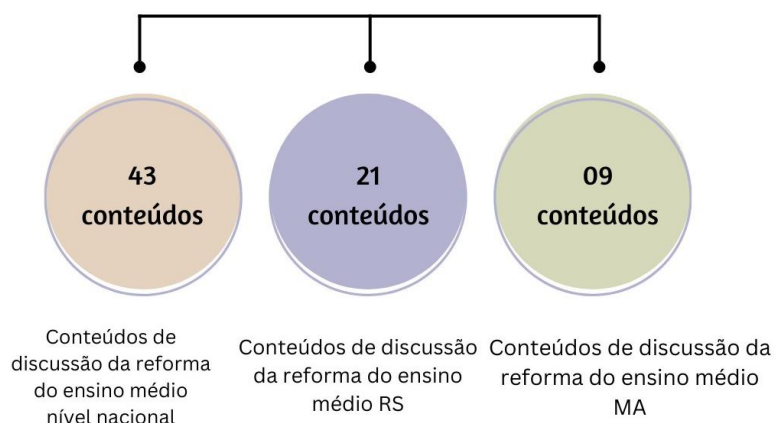 43
conteúdos
21
conteúdos
09
conteúdos
Conteúdos de
discussão da reforma
do ensino médio
nível nacional
Conteúdos de discussão
da reforma do ensino
médio RS
Conteúdos de discussão da
reforma do ensino médio
MA